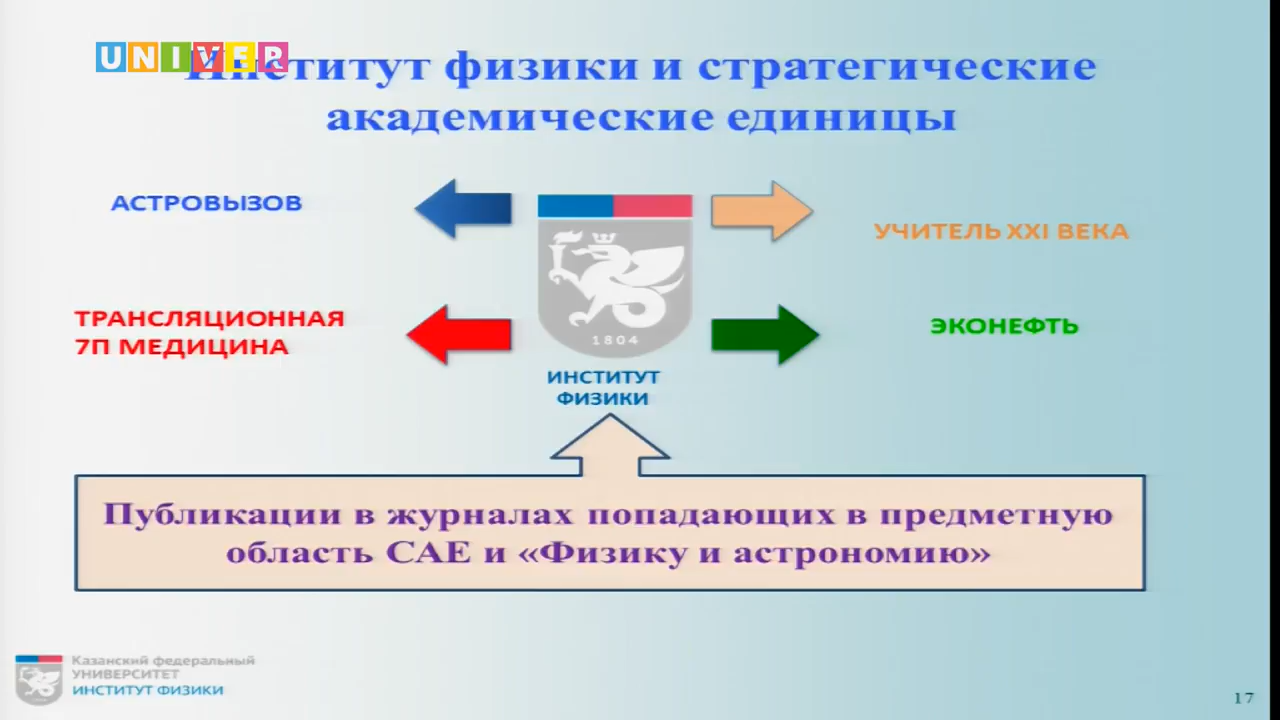 UNIVER
Институт физики и стратегические
академические единицы
АСТРОВЫЗОВ
УЧИТЕЛЬ XXI ВЕКА
ТРАНСЛЯЦИОННАЯ
7П МЕДИЦИНА
ЭКОНЕФТЬ
1804
ИНСТИТУТ
ФИЗИКИ
Публикации в журналах попадающих в предметную
область САЕ и «Физику и астрономию»
Казанский федеральный
УНИВЕРСИТЕТ
ИНСТИТУТ ФИЗИКИ
17